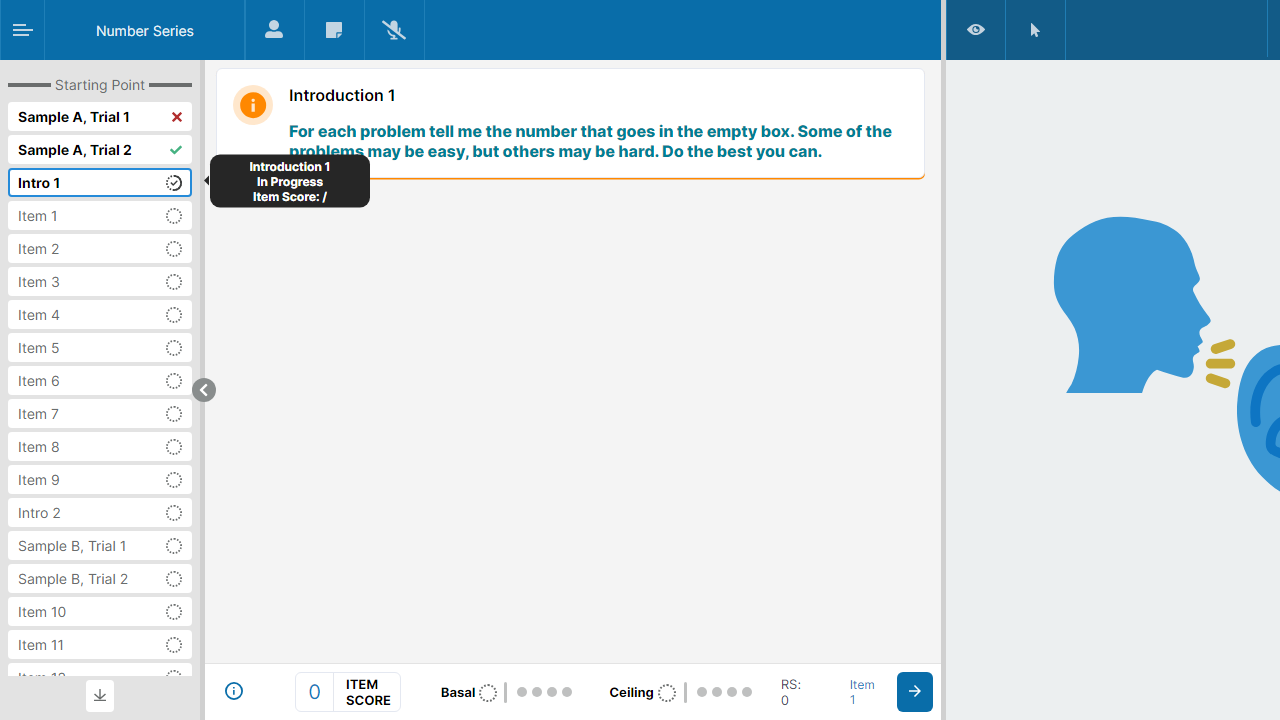 Number Series
Starting Point
Sample A, Trial 1
Sample A, Trial 2
Intro 1
Item 1
Item 2
Item 3
Item 4
Item 5
Item 6
Item 7
Item 8
Item 9
Intro 2
Sample B, Trial 1
Sample B, Trial 2
Item 10
Item 11
Introduction 1
For each problem tell me the number that goes in the empty box. Some of the
problems may be easy, but others may be hard. Do the best you can.
Introduction 1
In Progress
Item Score: /
0
ITEM
SCORE
Basal
Ceiling
RS:
0
Item
1